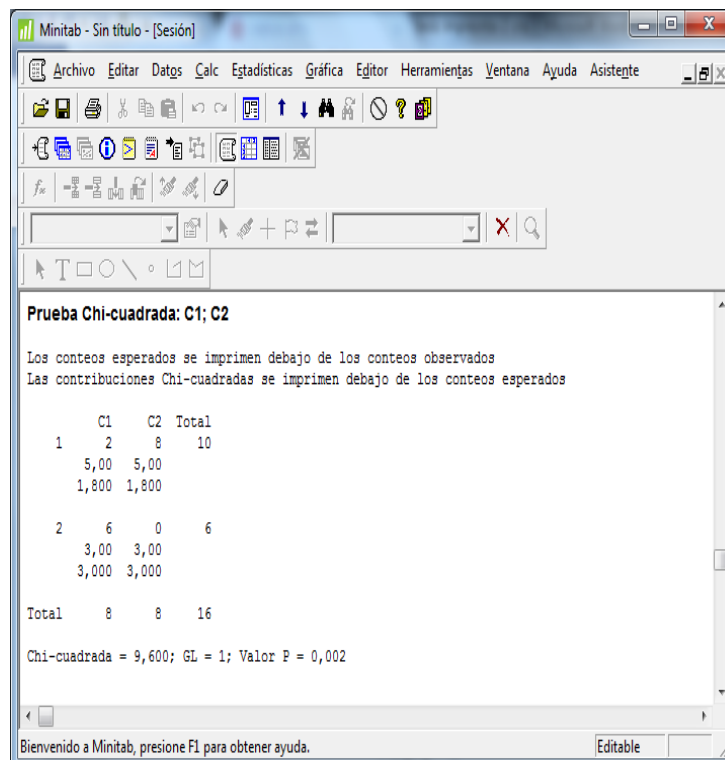 Minitab - Sin título - [Sesión]
Archivo Editar Datos Calc Estadísticas Gráfica Editor Herramientas Ventana Ayuda Asistente
Prueba Chi-cuadrada: C1; C2
Los conteos esperados se imprimen debajo de los conteos observados
Las contribuciones Chi-cuadradas se imprimen debajo de los conteos esperados
C1 C2 Total
1 2 8 10
5,00 5,00
1,800 1,800
2 6 0 6
3,00 3,00
3,000 3,000
Total 8 8 16
Chi-cuadrada = 9,600; GL = 1; Valor P = 0,002
Bienvenido a Minitab, presione F1 para obtener ayuda. Editable